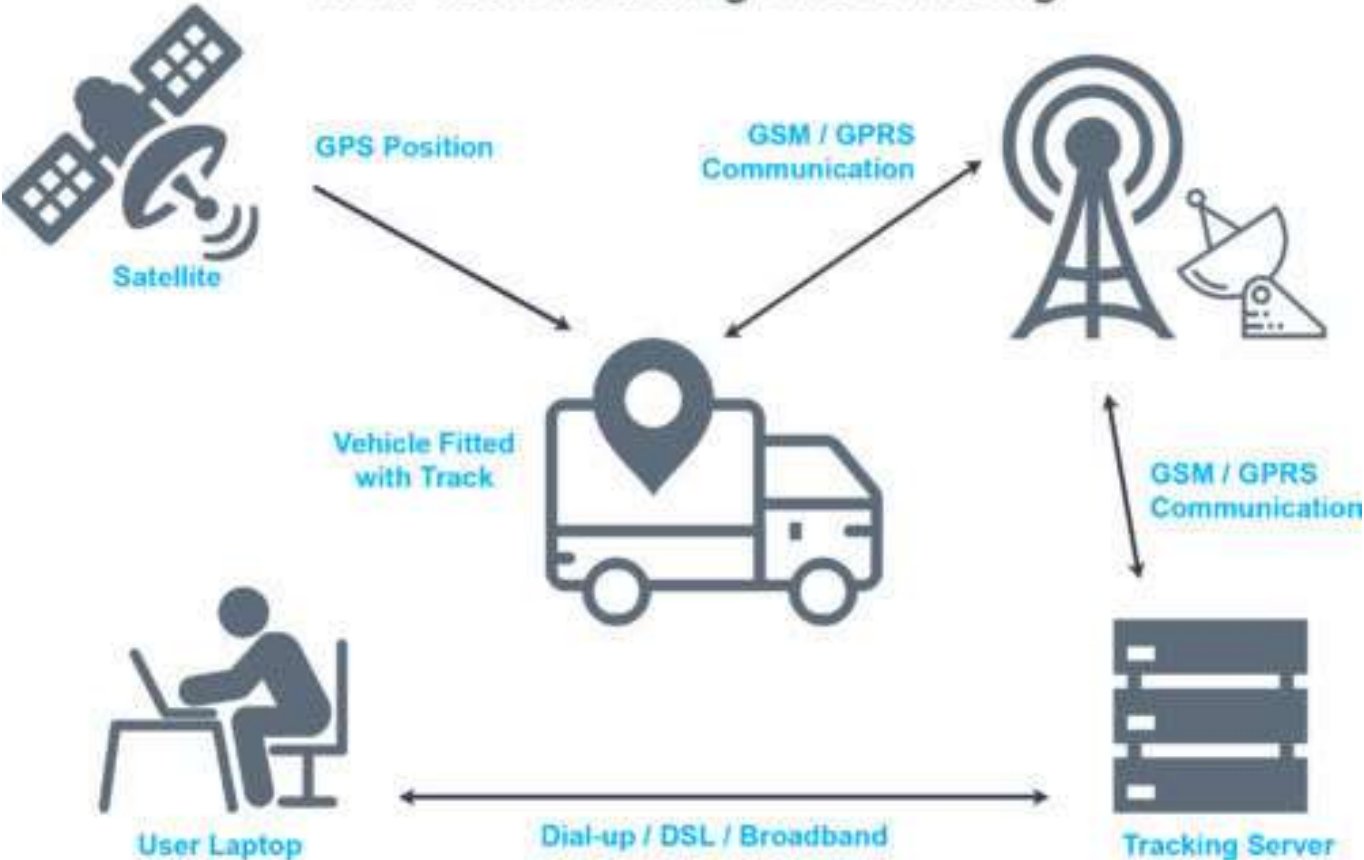 GPS Position
GSM / GPRS
Communication
Satellite
Vehicle Fitted
with Track
GSM / GPRS
Communication
User Laptop
Dial-up / DSL / Broadband
Tracking Server